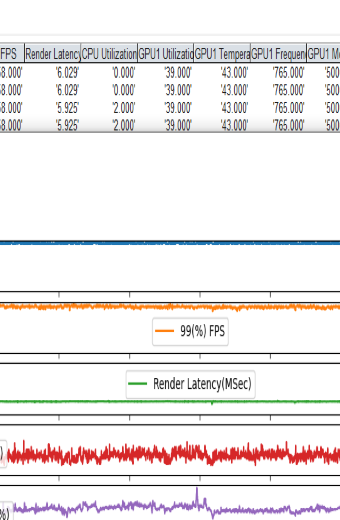 FPS Render Latency CPU Utilization GPU1 Utilizatio GPU1 Tempera GPU1 Frequen GPU1 M
8.000' '6.029' '0.000' '39.000' '43.000' '765.000' '500
8.000' '6.029' '0.000' '39.000' '43.000' '765.000' '500
8.000' '5.925' '2.000' '39.000' '43.000' '765.000' '500
8.000' '5.925' '2.000' '39.000' '43.000' '765.000' '500
99(%) FPS
Render Latency(MSec)
)
%)